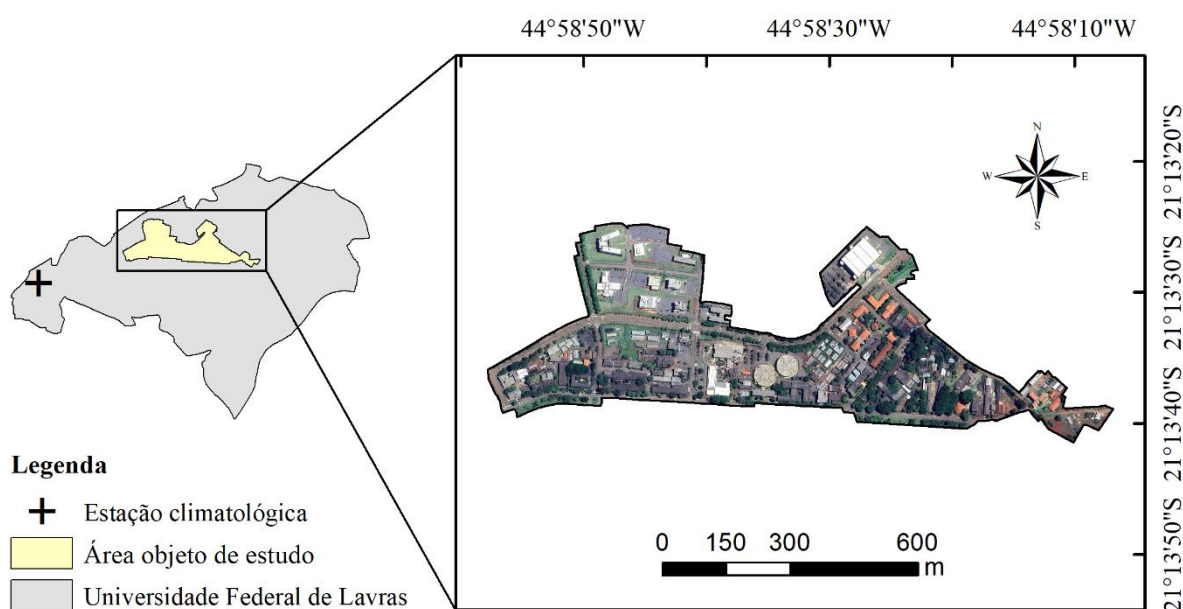 44°58'50"W 44°58'30"W 44°58'10"W
21°13'20"S
21°13'30"S
21°13'40"S
21°13'50"S
N
W E
S
0 150 300 600
m
Legenda
Estação climatológica
Área objeto de estudo
Universidade Federal de Lavras